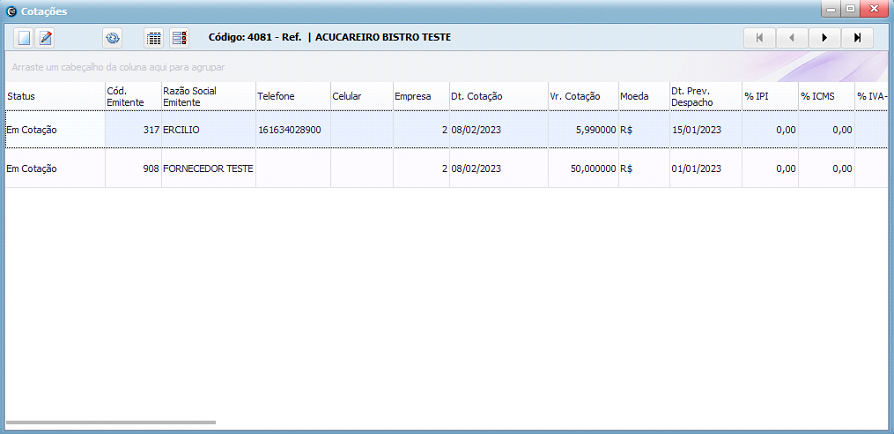 Cotações
Código: 4081 - Ref. | ACUCAREIRO BISTRO TESTE
Arraste um cabeçalho da coluna aqui para agrupar
Status Cód. Emitente Razão Social Emitente Telefone Celular Empresa Dt. Cotação Vr. Cotação Moeda Dt. Prev. Despacho % IPI % ICMS % IVA-
Em Cotação 317 ERCILIO 161634028900 2 08/02/2023 5,990000 R$ 15/01/2023 0,00 0,00
Em Cotação 908 FORNECEDOR TESTE 2 08/02/2023 50,000000 R$ 01/01/2023 0,00 0,00